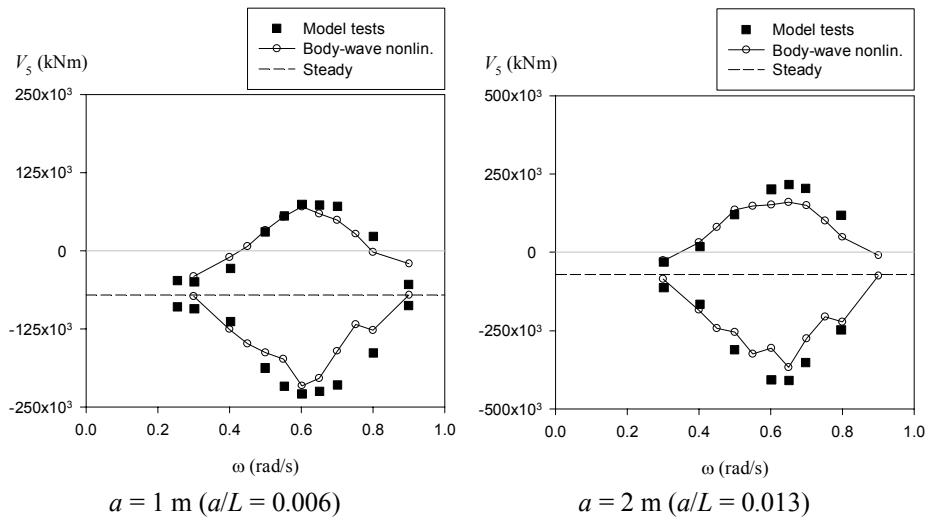 Model tests
Body-wave nonlin.
Steady
V₅ (kNm)
250x10³
125x10³
0
-125x10³
-250x10³
0.0 0.2 0.4 0.6 0.8 1.0
ω (rad/s)
a = 1 m (a/L = 0.006)
Model tests
Body-wave nonlin.
Steady
V₅ (kNm)
500x10³
250x10³
0
-250x10³
-500x10³
0.0 0.2 0.4 0.6 0.8 1.0
ω (rad/s)
a = 2 m (a/L = 0.013)